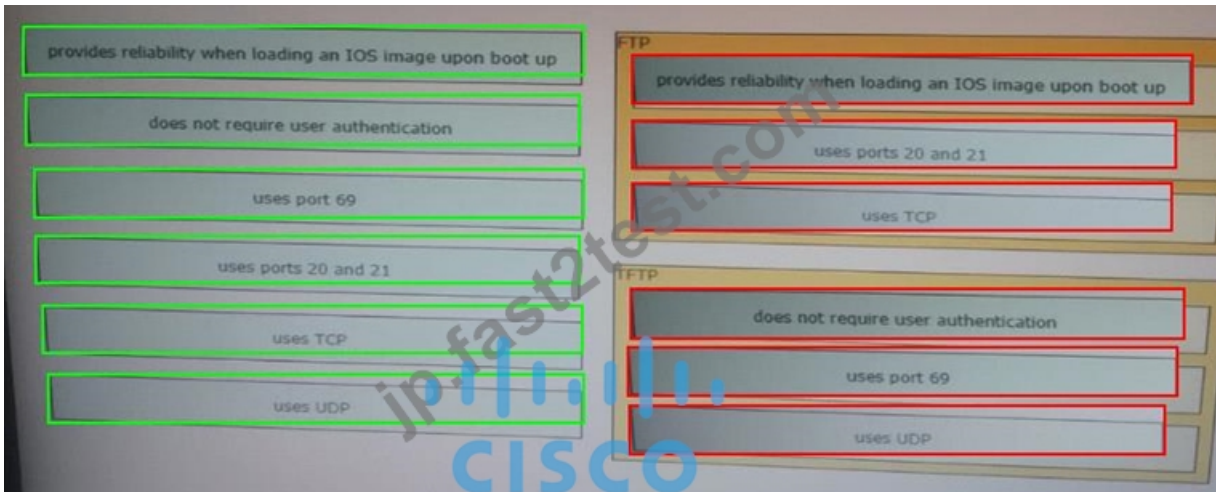 provides reliability when loading an IOS image upon boot up
does not require user authentication
uses port 69
uses ports 20 and 21
uses TCP
uses UDP
FTP
provides reliability when loading an IOS image upon boot up
uses ports 20 and 21
uses TCP
TFTP
does not require user authentication
uses port 69
uses UDP
jp.fast2test.com
CISCO